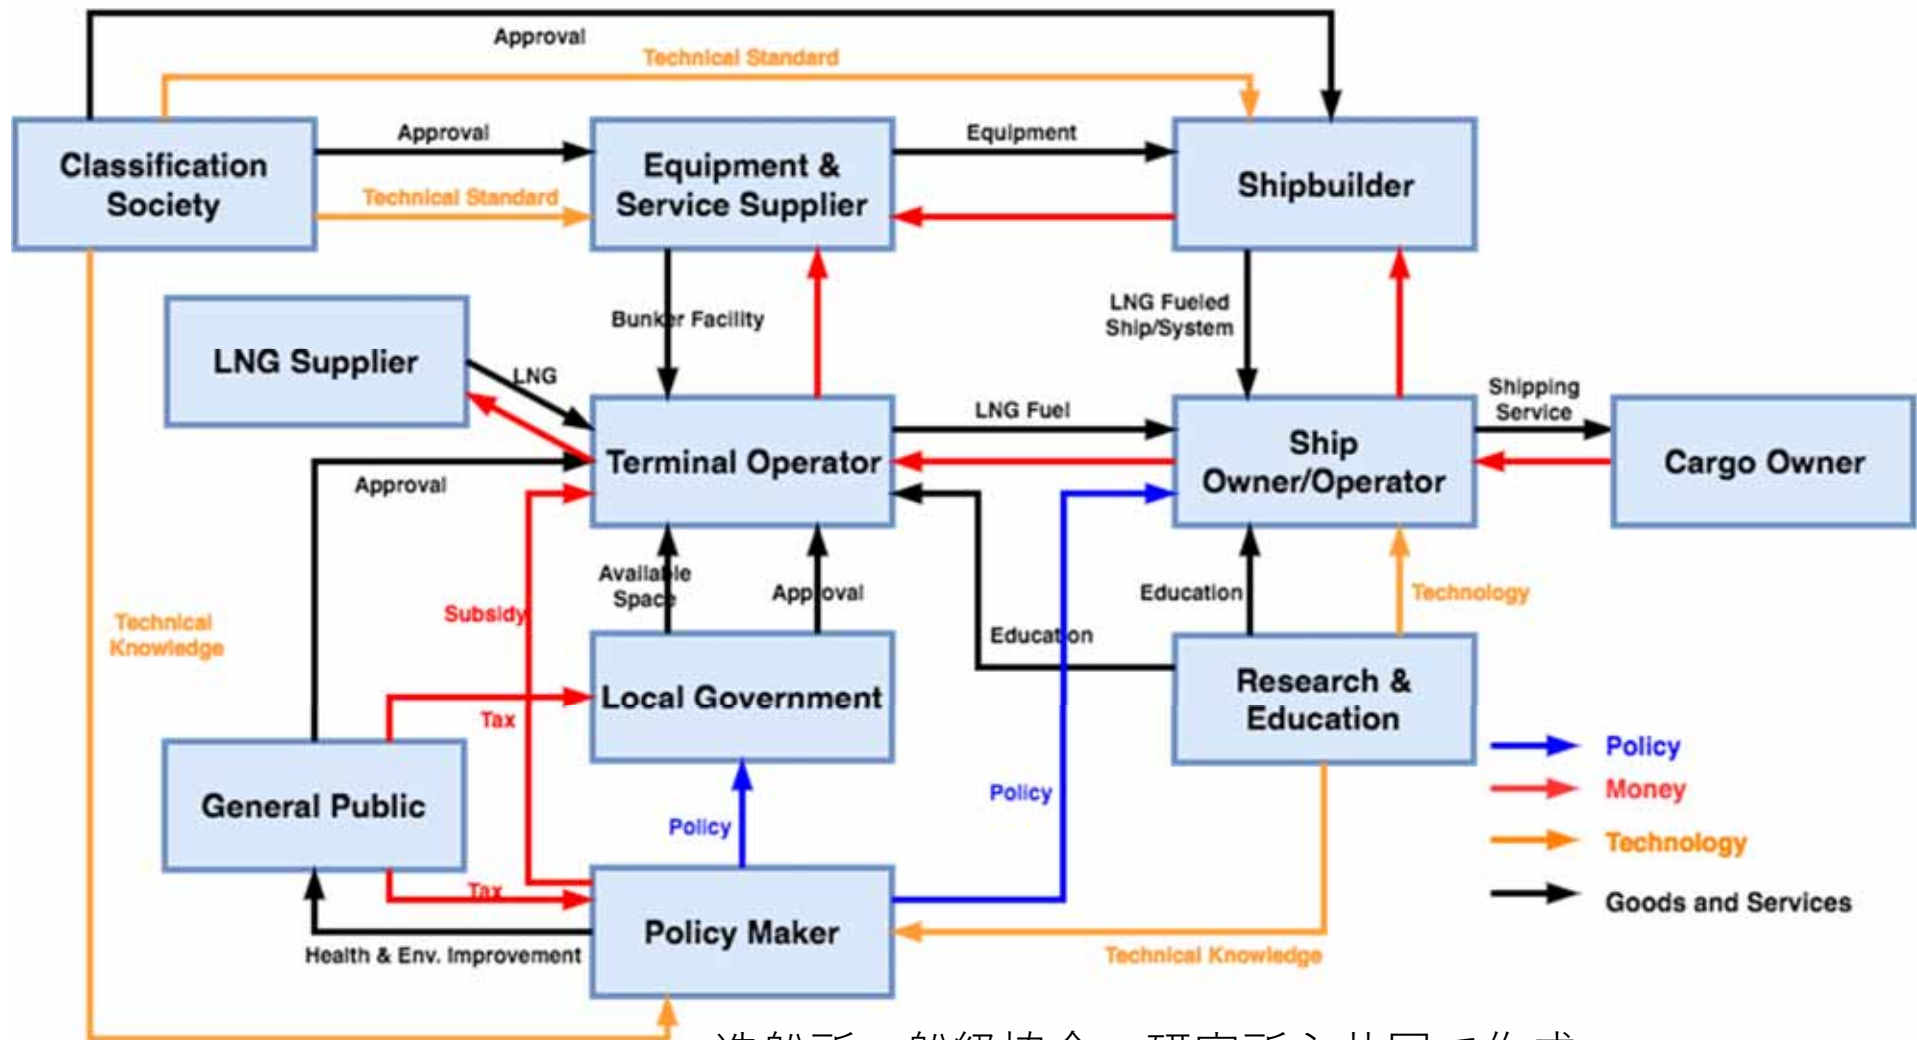 Approval
Technical Standard
Classification
Society
Approval
Technical Standard
Equipment &
Service Supplier
Equipment
Shipbuilder
Bunker Facility
LNG Fueled
Ship/System
LNG Supplier
LNG
Terminal Operator
LNG Fuel
Ship
Owner/Operator
Shipping
Service
Cargo Owner
Approval
Subsidy
Available
Space
Approval
Education
Education
Technology
Technical
Knowledge
Tax
Local Government
Research &
Education
General Public
Policy
Policy
Tax
Health & Env. Improvement
Policy Maker
Technical Knowledge
Policy
Money
Technology
Goods and Services